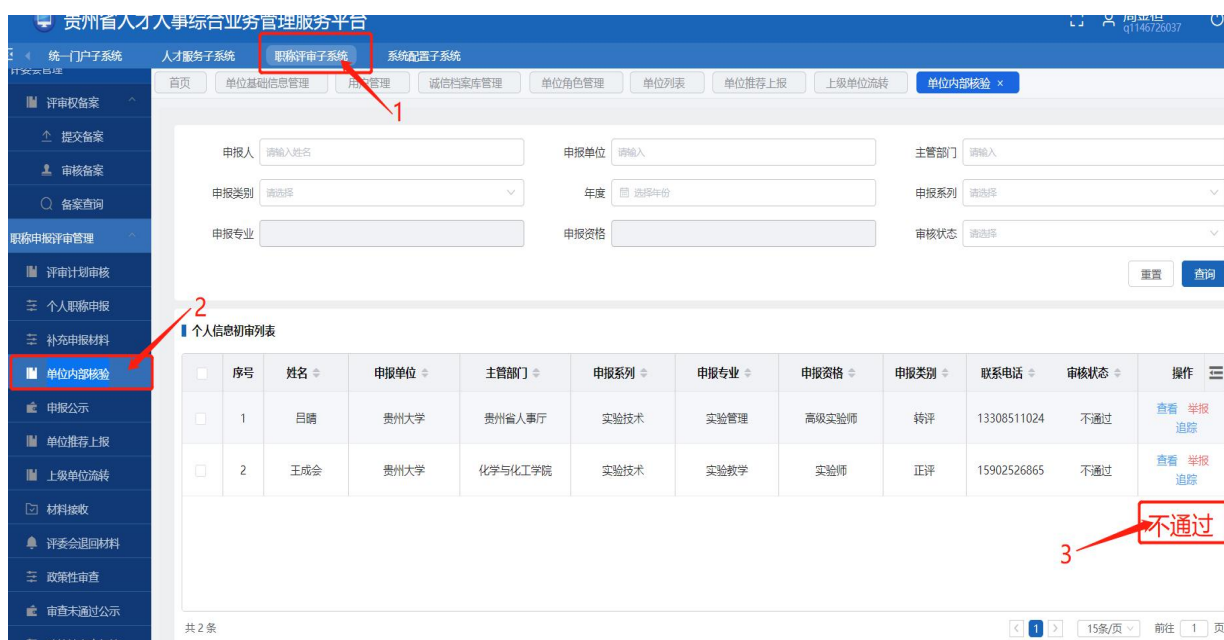 贵州省人才人事综合业务管理服务平台
q1146726037
统一门户子系统 人才服务子系统 职称评审子系统 系统配置子系统
首页 单位基础信息管理 用户管理 诚信档案库管理 单位角色管理 单位列表 单位推荐上报 上级单位流转 单位内部核验 ×
评审权备案
1
提交备案
审核备案
备案查询
职称申报评审管理
评审计划审核
个人职称申报
补充申报材料
单位内部核验
申报公示
单位推荐上报
上级单位流转
材料接收
评委会退回材料
政策性审查
审查未通过公示
申报人 请输入姓名 申报单位 请输入 主管部门 请输入
申报类别 请选择 年度 选择年份 申报系列 请选择
申报专业 申报资格 审核状态 请选择
重置 查询
2
个人信息初审列表
序号 姓名 申报单位 主管部门 申报系列 申报专业 申报资格 申报类别 联系电话 审核状态 操作
1 吕晴 贵州大学 贵州省人事厅 实验技术 实验管理 高级实验师 转评 13308511024 不通过 查看 举报
追踪
2 王成会 贵州大学 化学与化工学院 实验技术 实验教学 实验师 正评 15902526865 不通过 查看 举报
追踪
不通过
3
共 2 条 1 15条/页 前往 1 页